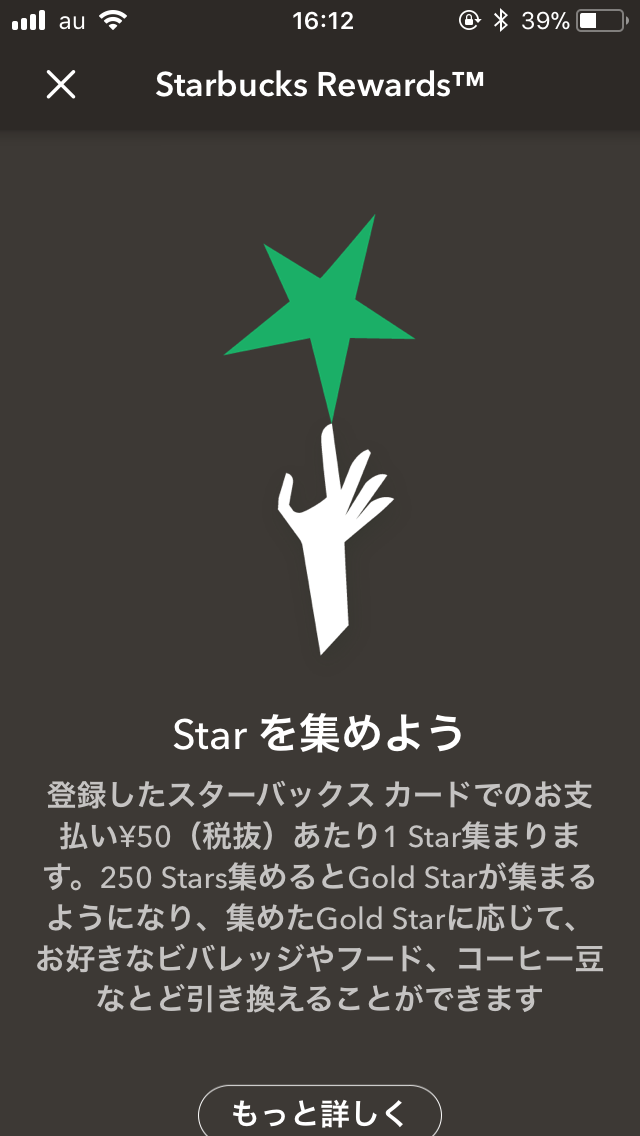 au 16:12 39%
Starbucks Rewards™
Star を集めよう
登録したスターバックス カードでのお支
払い¥50（税抜）あたり1 Star集まりま
す。250 Stars集めるとGold Starが集まる
ようになり、集めたGold Starに応じて、
お好きなビバレッジやフード、コーヒー豆
なとど引き換えることができます
もっと詳しく